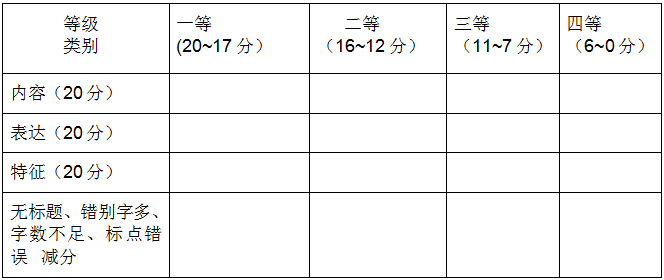 等级 一等 二等 三等 四等
类别 (20~17 分) (16~12 分) (11~7 分) (6~0 分)
内容(20 分)
表达(20 分)
特征(20 分)
无标题、错别字多、
字数不足、标点错
误 减分